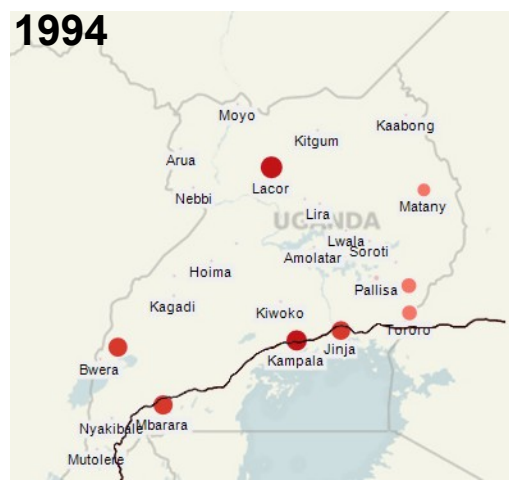 1994
Moyo
Kaabong
Kitgum
Arua
Lacor
Nebbi
Matany
Lira
UGANDA
Lwala
Soroti
Amolatar
Hoima
Pallisa
Kagadi
Kiwoko
Tororo
Jinja
Kampala
Bwera
Mbarara
Nyakibale
Mutolere